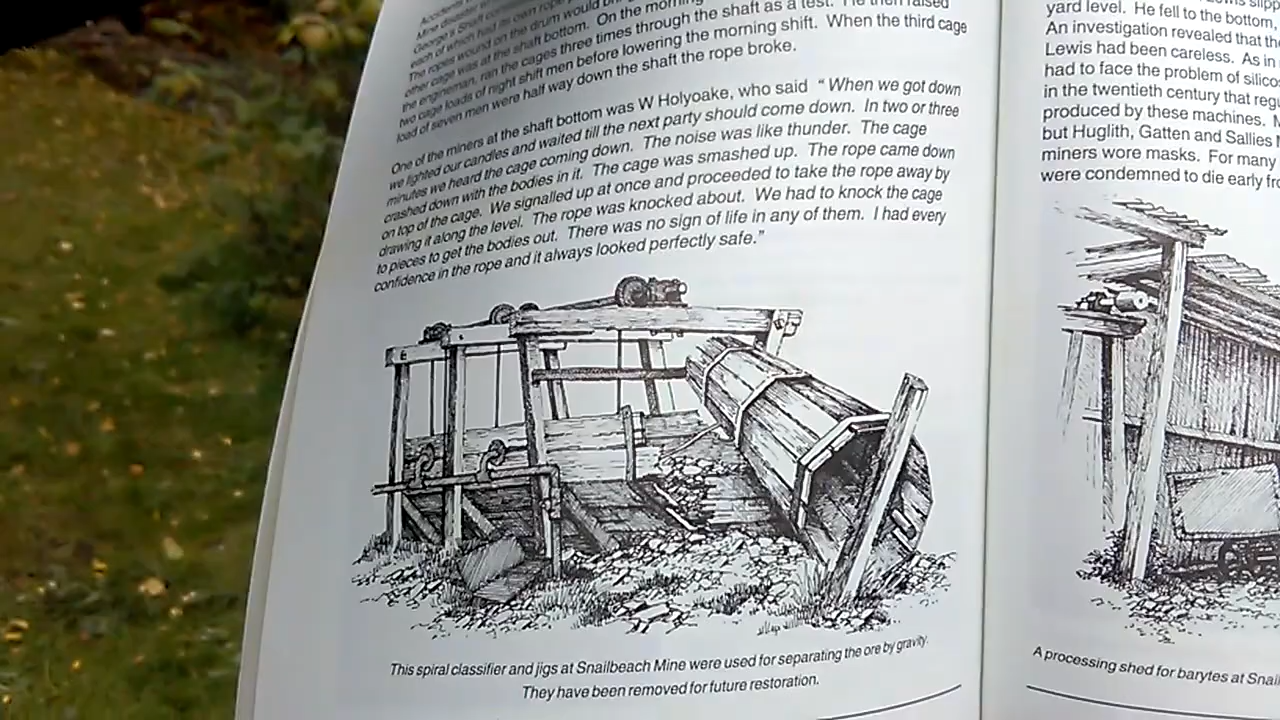 Accidents
each of which had its own rope
The ropes wound on the drum would
other cage was at the shaft bottom. On the morning
the engineman, ran the cages three times through the shaft as a test. He then raised
two cage loads of night shift men before lowering the morning shift. When the third cage
load of seven men were half way down the shaft the rope broke.
One of the miners at the shaft bottom was W Holyoake, who said “When we got down
we lighted our candles and waited till the next party should come down. In two or three
minutes we heard the cage coming down. The noise was like thunder. The cage
crashed down with the bodies in it. The cage was smashed up. The rope came down
on top of the cage. We signalled up at once and proceeded to take the rope away by
drawing it along the level. The rope was knocked about. We had to knock the cage
to pieces to get the bodies out. There was no sign of life in any of them. I had every
confidence in the rope and it always looked perfectly safe.”
This spiral classifier and jigs at Snailbeach Mine were used for separating the ore by gravity.
They have been removed for future restoration.
yard level. He fell to the bottom,
An investigation revealed that the
Lewis had been careless. As in
had to face the problem of silico
in the twentieth century that reg
produced by these machines.
but Huglith, Gatten and Sallies
miners wore masks. For many
were condemned to die early fr
A processing shed for barytes at Snail